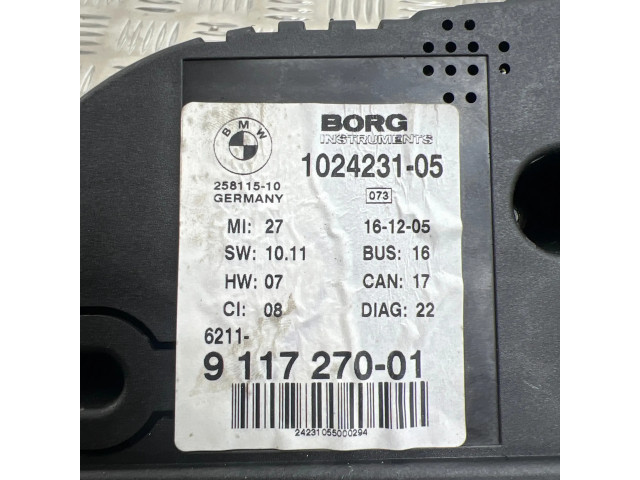 BMW
BORG
INSTRUMENTS
1024231-05
258115-10
GERMANY
073
MI: 27 16-12-05
SW: 10.11 BUS: 16
HW: 07 CAN: 17
CI: 08 DIAG: 22
6211-
9 117 270-01
24231055000294